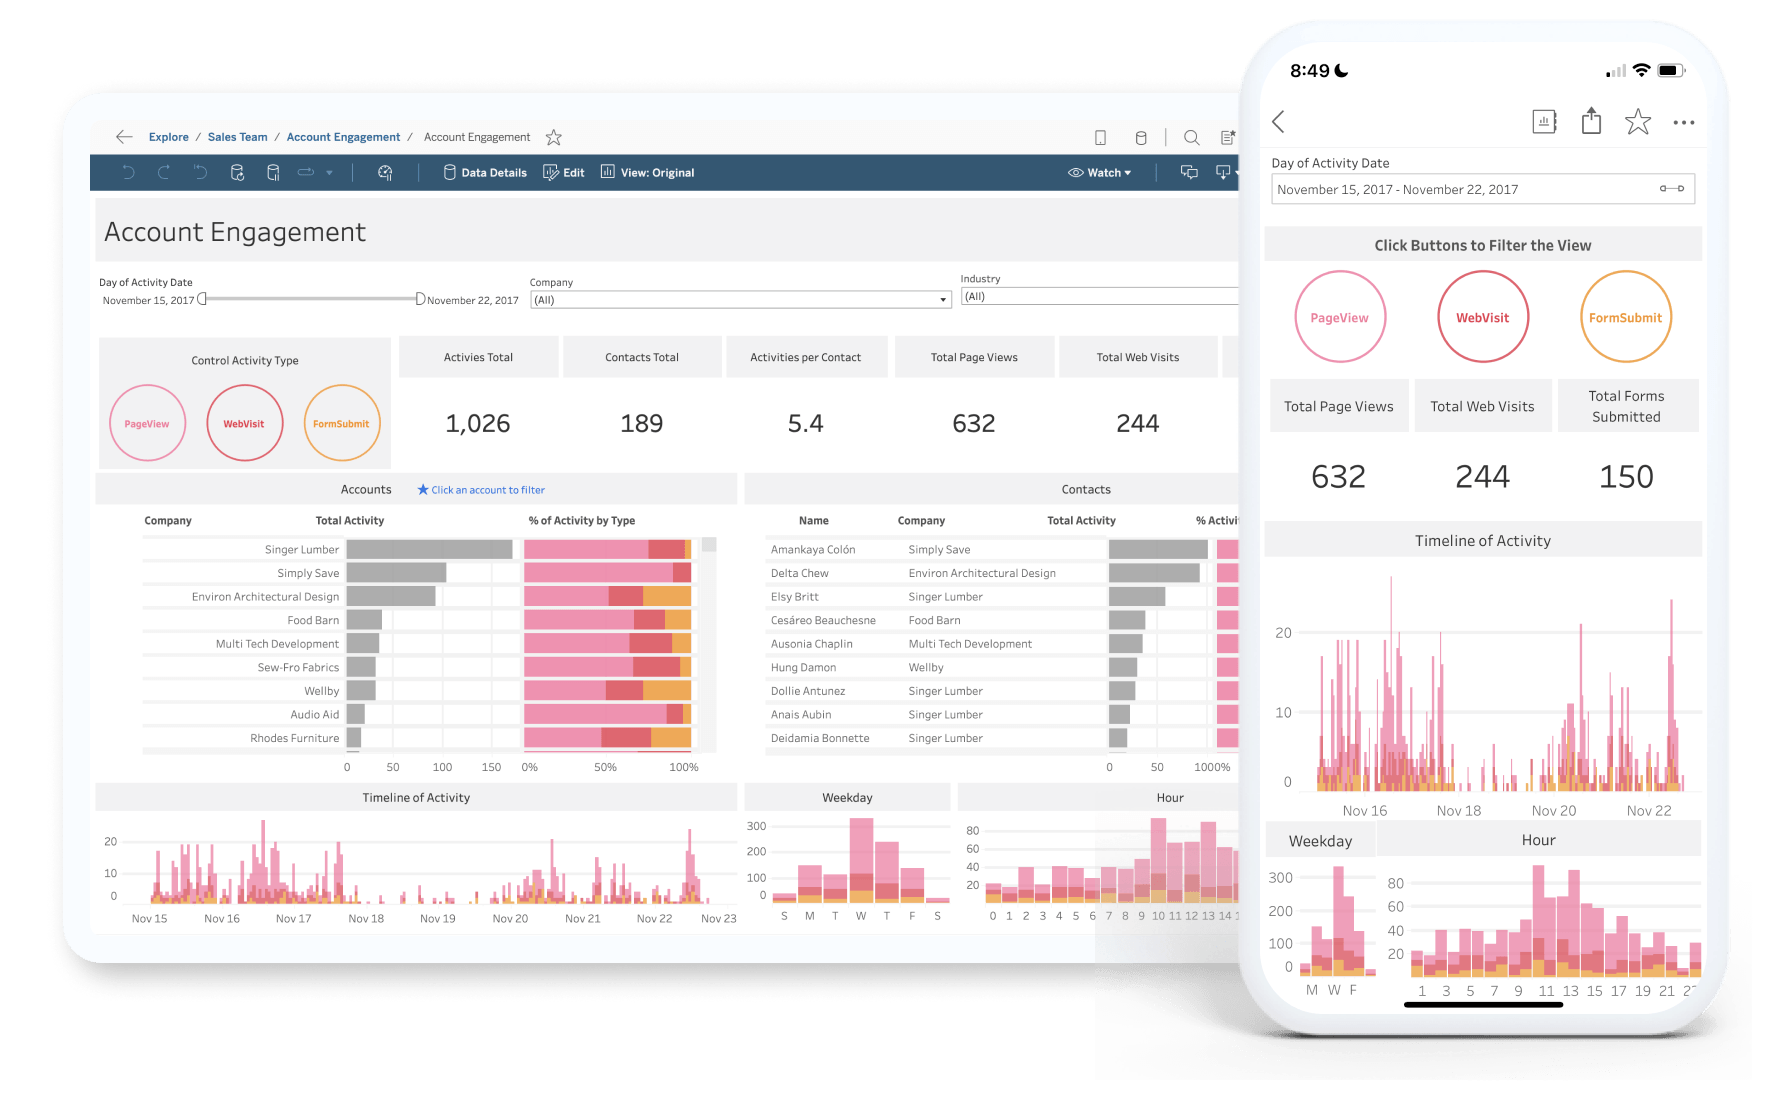 Explore / Sales Team / Account Engagement / Account Engagement
Data Details Edit View: Original Watch
Account Engagement
Day of Activity Date
November 15, 2017 November 22, 2017
Company
(All)
Industry
(All)
Control Activity Type
PageView WebVisit FormSubmit
Activies Total Contacts Total Activities per Contact Total Page Views Total Web Visits
1,026 189 5.4 632 244
Accounts Click an account to filter
Company Total Activity % of Activity by Type
Singer Lumber
Simply Save
Environ Architectural Design
Food Barn
Multi Tech Development
Sew-Fro Fabrics
Wellby
Audio Aid
Rhodes Furniture
0 50 100 150 0% 50% 100%
Contacts
Name Company Total Activity % Activi
Amankaya Colón Simply Save
Delta Chew Environ Architectural Design
Elsy Britt Singer Lumber
Cesáreo Beauchesne Food Barn
Ausonia Chaplin Multi Tech Development
Hung Damon Wellby
Dollie Antunez Singer Lumber
Anais Aubin Singer Lumber
Deidamia Bonnette Singer Lumber
0 50 1000%
Timeline of Activity
20
10
0
Nov 15 Nov 16 Nov 17 Nov 18 Nov 19 Nov 20 Nov 21 Nov 22 Nov 23
Weekday
300
200
100
0
S M T W T F S
Hour
80
60
40
20
0 1 2 3 4 5 6 7 8 9 10 11 12 13 14
8:49
Day of Activity Date
November 15, 2017 - November 22, 2017
Click Buttons to Filter the View
PageView WebVisit FormSubmit
Total Page Views Total Web Visits Total Forms
Submitted
632 244 150
Timeline of Activity
20
10
0
Nov 16 Nov 18 Nov 20 Nov 22
Weekday
300
200
100
0
M W F
Hour
80
60
40
20
1 3 5 7 9 11 13 15 17 19 21